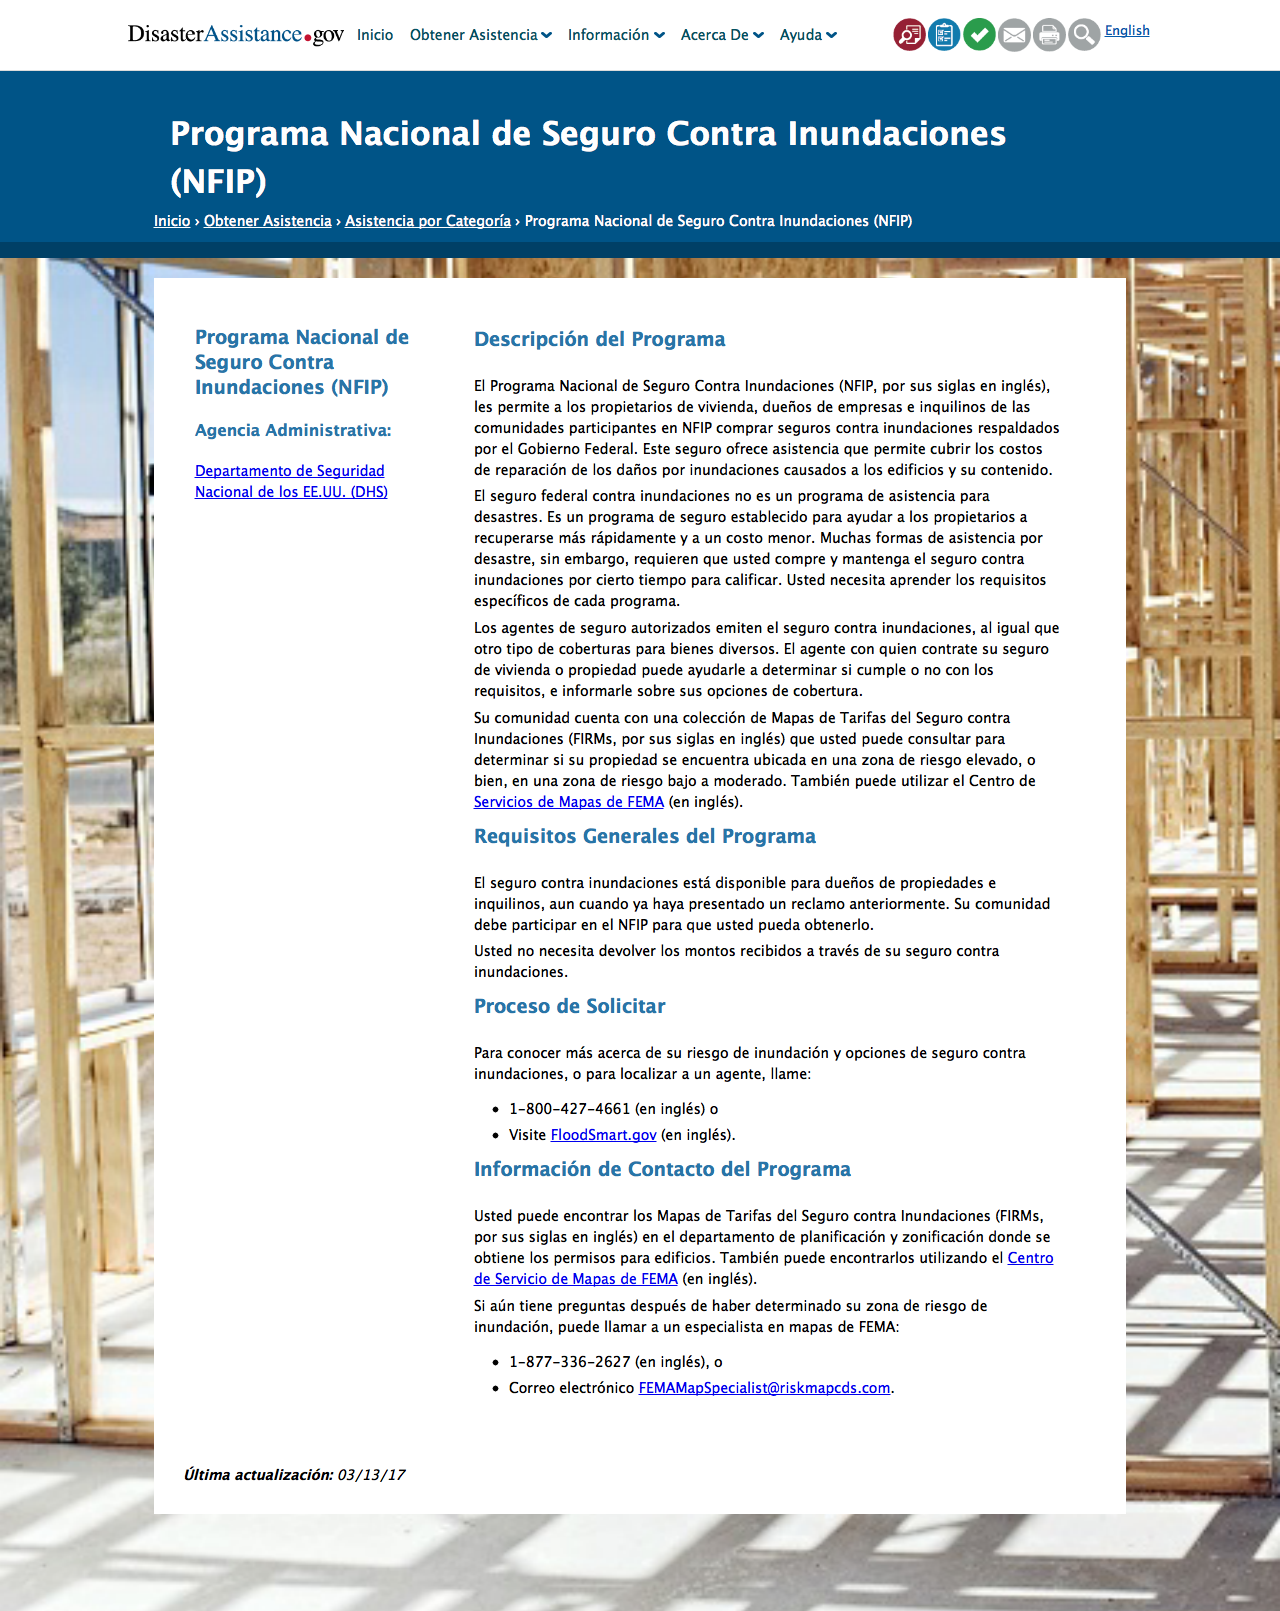 DisasterAssistance.gov Inicio Obtener Asistencia Información Acerca De Ayuda English
Programa Nacional de Seguro Contra Inundaciones
(NFIP)
Inicio › Obtener Asistencia › Asistencia por Categoría › Programa Nacional de Seguro Contra Inundaciones (NFIP)
Programa Nacional de
Seguro Contra
Inundaciones (NFIP)
Agencia Administrativa:
Departamento de Seguridad
Nacional de los EE.UU. (DHS)
Descripción del Programa
El Programa Nacional de Seguro Contra Inundaciones (NFIP, por sus siglas en inglés),
les permite a los propietarios de vivienda, dueños de empresas e inquilinos de las
comunidades participantes en NFIP comprar seguros contra inundaciones respaldados
por el Gobierno Federal. Este seguro ofrece asistencia que permite cubrir los costos
de reparación de los daños por inundaciones causados a los edificios y su contenido.
El seguro federal contra inundaciones no es un programa de asistencia para
desastres. Es un programa de seguro establecido para ayudar a los propietarios a
recuperarse más rápidamente y a un costo menor. Muchas formas de asistencia por
desastre, sin embargo, requieren que usted compre y mantenga el seguro contra
inundaciones por cierto tiempo para calificar. Usted necesita aprender los requisitos
específicos de cada programa.
Los agentes de seguro autorizados emiten el seguro contra inundaciones, al igual que
otro tipo de coberturas para bienes diversos. El agente con quien contrate su seguro
de vivienda o propiedad puede ayudarle a determinar si cumple o no con los
requisitos, e informarle sobre sus opciones de cobertura.
Su comunidad cuenta con una colección de Mapas de Tarifas del Seguro contra
Inundaciones (FIRMs, por sus siglas en inglés) que usted puede consultar para
determinar si su propiedad se encuentra ubicada en una zona de riesgo elevado, o
bien, en una zona de riesgo bajo a moderado. También puede utilizar el Centro de
Servicios de Mapas de FEMA (en inglés).
Requisitos Generales del Programa
El seguro contra inundaciones está disponible para dueños de propiedades e
inquilinos, aun cuando ya haya presentado un reclamo anteriormente. Su comunidad
debe participar en el NFIP para que usted pueda obtenerlo.
Usted no necesita devolver los montos recibidos a través de su seguro contra
inundaciones.
Proceso de Solicitar
Para conocer más acerca de su riesgo de inundación y opciones de seguro contra
inundaciones, o para localizar a un agente, llame:
• 1-800-427-4661 (en inglés) o
• Visite FloodSmart.gov (en inglés).
Información de Contacto del Programa
Usted puede encontrar los Mapas de Tarifas del Seguro contra Inundaciones (FIRMs,
por sus siglas en inglés) en el departamento de planificación y zonificación donde se
obtiene los permisos para edificios. También puede encontrarlos utilizando el Centro
de Servicio de Mapas de FEMA (en inglés).
Si aún tiene preguntas después de haber determinado su zona de riesgo de
inundación, puede llamar a un especialista en mapas de FEMA:
• 1-877-336-2627 (en inglés), o
• Correo electrónico FEMAMapSpecialist@riskmapcds.com.
Última actualización: 03/13/17